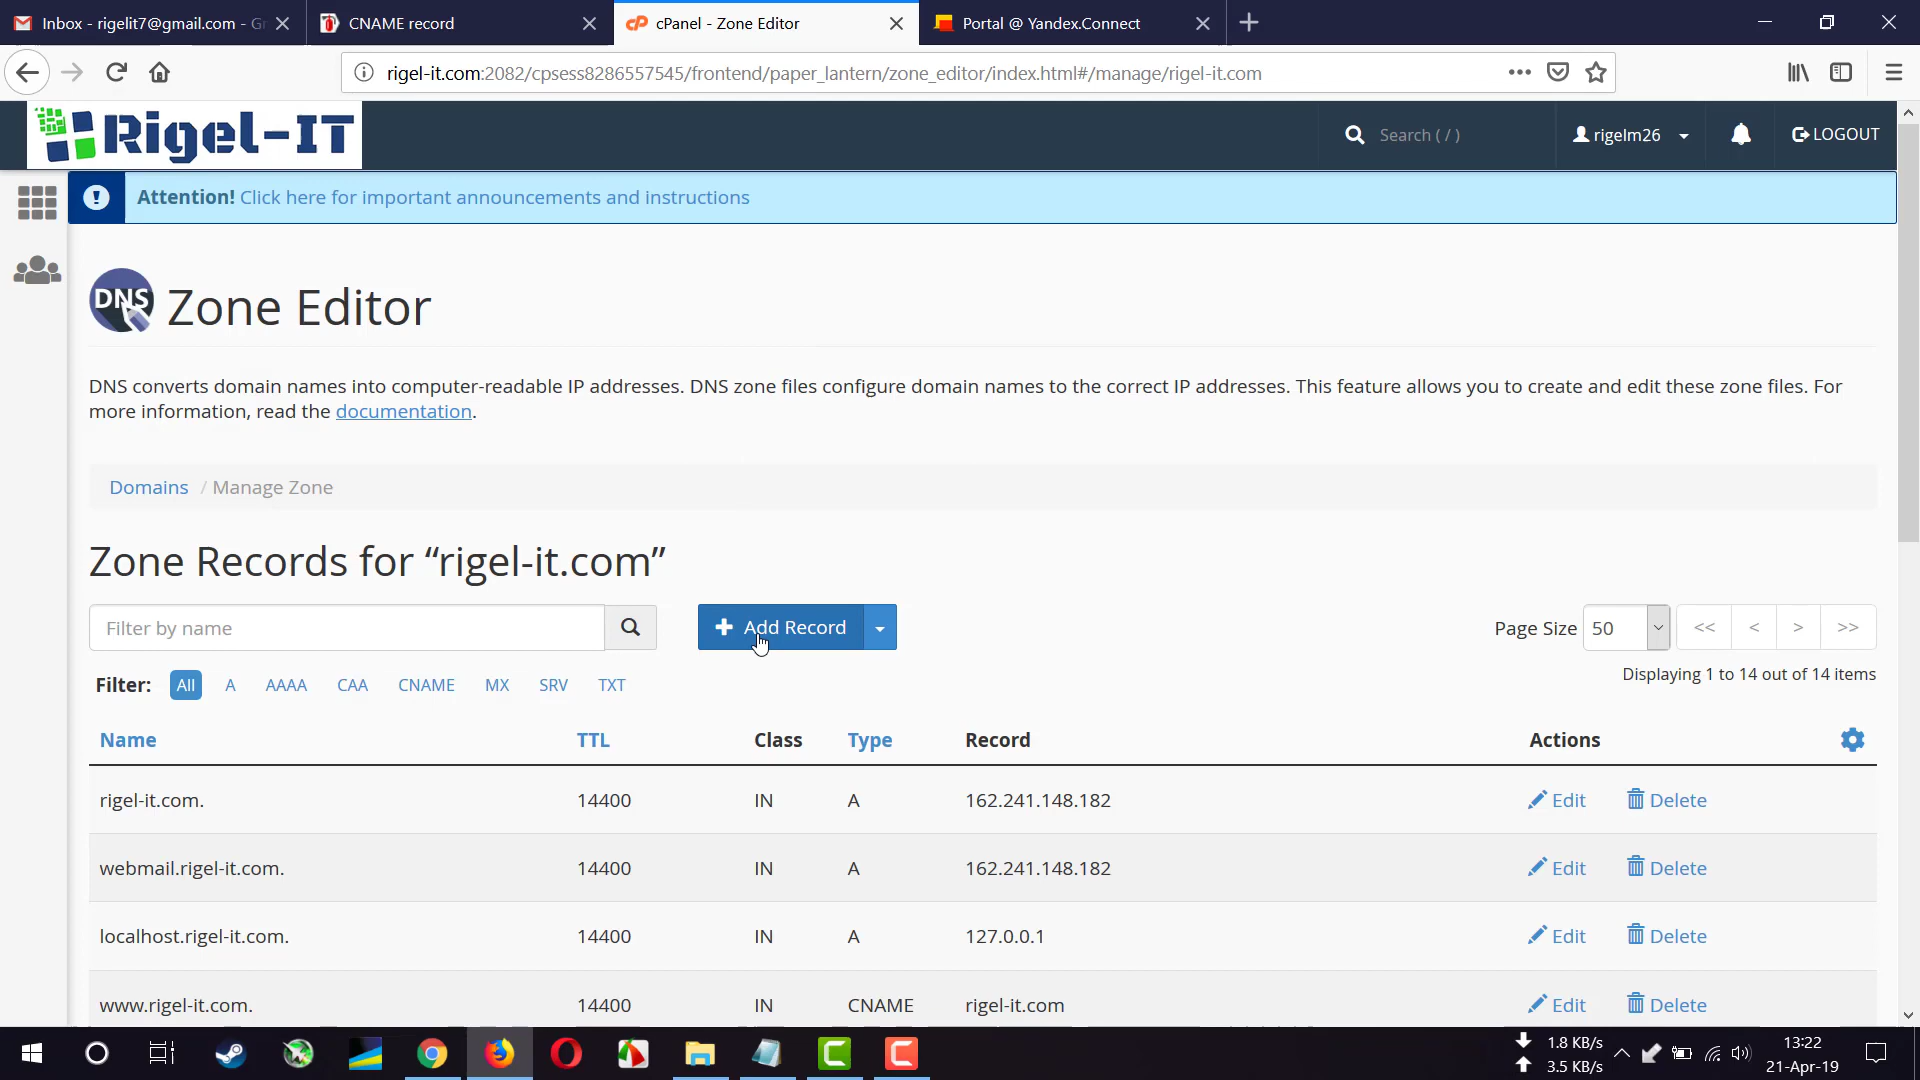 Inbox - rigelit7@gmail.com - G
CNAME record
cPanel - Zone Editor
Portal @ Yandex.Connect
rigel-it.com:2082/cpsess8286557545/frontend/paper_lantern/zone_editor/index.html#/manage/rigel-it.com
Rigel-IT
Search ( / )
rigelm26
LOGOUT
Attention! Click here for important announcements and instructions
DNS
Zone Editor
DNS converts domain names into computer-readable IP addresses. DNS zone files configure domain names to the correct IP addresses. This feature allows you to create and edit these zone files. For
more information, read the documentation.
Domains / Manage Zone
Zone Records for “rigel-it.com”
Filter by name
Add Record
Page Size 50 << < > >>
Filter: All A AAAA CAA CNAME MX SRV TXT
Displaying 1 to 14 out of 14 items
Name TTL Class Type Record Actions
rigel-it.com. 14400 IN A 162.241.148.182 Edit Delete
webmail.rigel-it.com. 14400 IN A 162.241.148.182 Edit Delete
localhost.rigel-it.com. 14400 IN A 127.0.0.1 Edit Delete
www.rigel-it.com. 14400 IN CNAME rigel-it.com Edit Delete
1.8 KB/s
3.5 KB/s
13:22
21-Apr-19